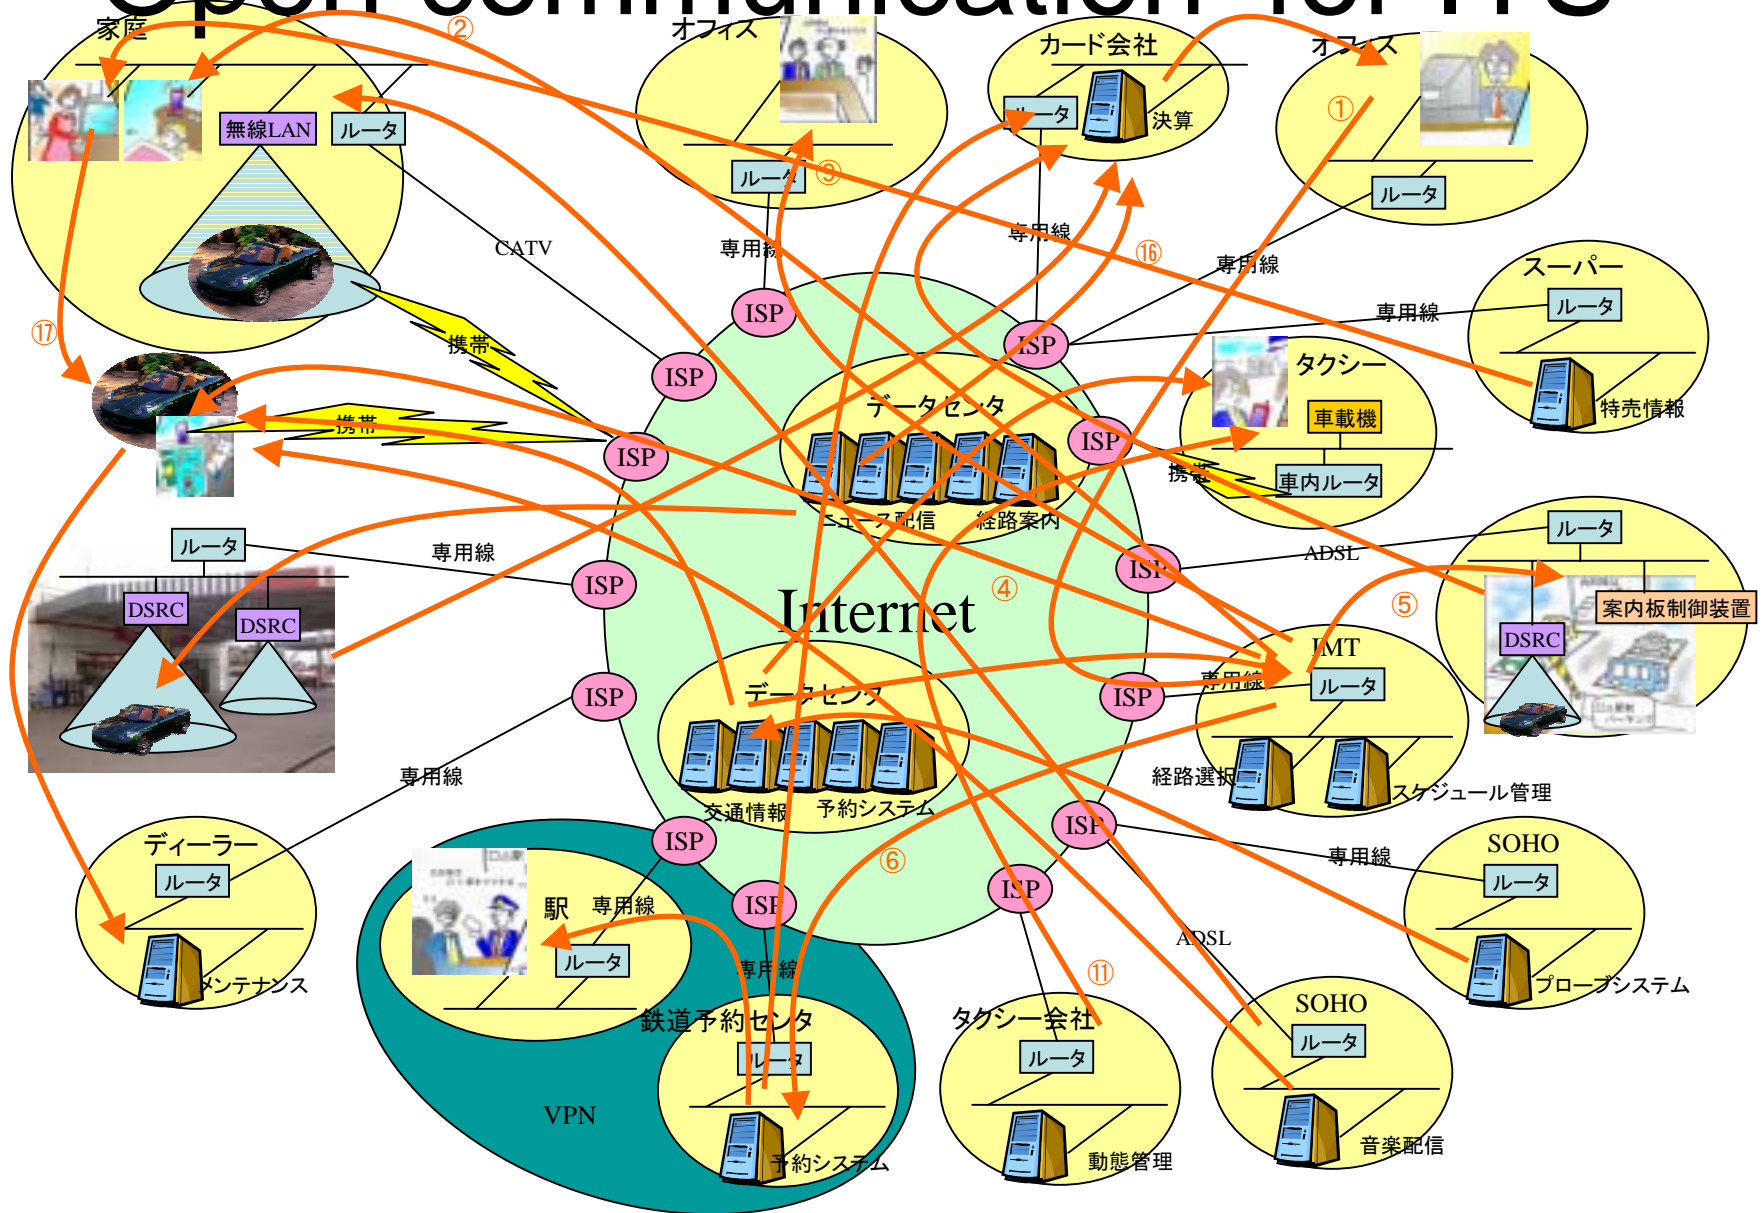 Open communication for ITS
家庭
②
オフィス
カード会社
オフィス
無線LAN
ルータ
ルータ
③
ルータ
決算
①
ルータ
CATV
専用線
専用線
⑯
専用線
スーパー
ルータ
専用線
特売情報
⑰
携帯
ISP
ISP
ISP
タクシー
車載機
車内ルータ
携帯
携帯
ISP
データセンタ
ニュース配信
経路案内
ISP
ルータ
専用線
DSRC
DSRC
ISP
Internet
④
ISP
ADSL
ルータ
⑤
案内板制御装置
DSRC
IMT
専用線
ルータ
経路選択
スケジュール管理
ISP
ISP
データセンタ
交通情報
予約システム
専用線
ディーラー
ルータ
メンテナンス
ISP
ISP
ISP
ISP
⑥
専用線
SOHO
ルータ
プローブシステム
駅
専用線
ルータ
専用線
ADSL
VPN
鉄道予約センタ
ルータ
予約システム
⑪
タクシー会社
ルータ
動態管理
SOHO
ルータ
音楽配信